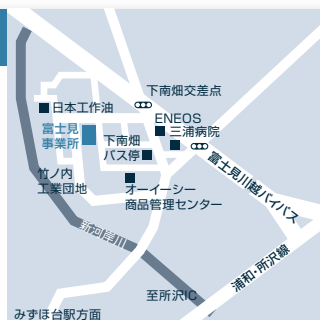 下南畑交差点
日本工作油
ENEOS
富士見
事業所
三浦病院
下南畑
バス停
富士見川越バイパス
竹ノ内
工業団地
オーイーシー
商品管理センター
新河岸川
浦和・所沢線
至所沢IC
みずほ台駅方面